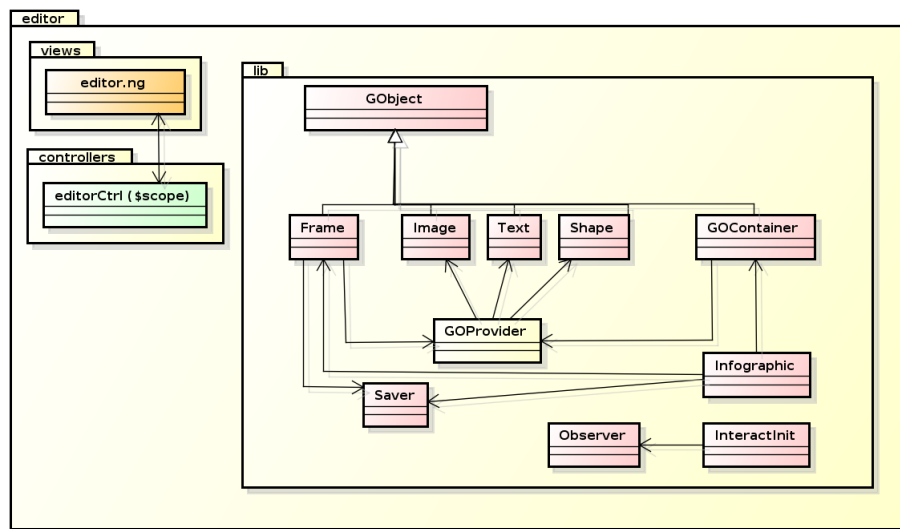 editor
views
editor.ng
controllers
editorCtrl ($scope)
lib
GObject
Frame
Image
Text
Shape
GOContainer
GOProvider
Infographic
Saver
Observer
InteractInit